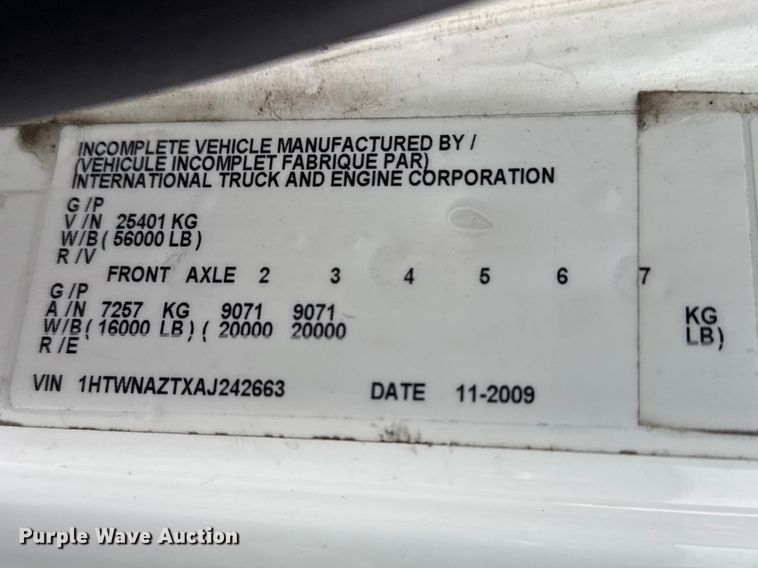 INCOMPLETE VEHICLE MANUFACTURED BY /
(VEHICULE INCOMPLET FABRIQUE PAR)
INTERNATIONAL TRUCK AND ENGINE CORPORATION
G /P
V / N 25401 KG
W/B ( 56000 LB )
R / V
FRONT AXLE 2 3 4 5 6 7
G /P
A / N 7257 KG 9071 9071 KG
W/B ( 16000 LB ) ( 20000 20000 LB)
R / E
VIN 1HTWNAZTXAJ242663 DATE 11-2009
Purple Wave Auction